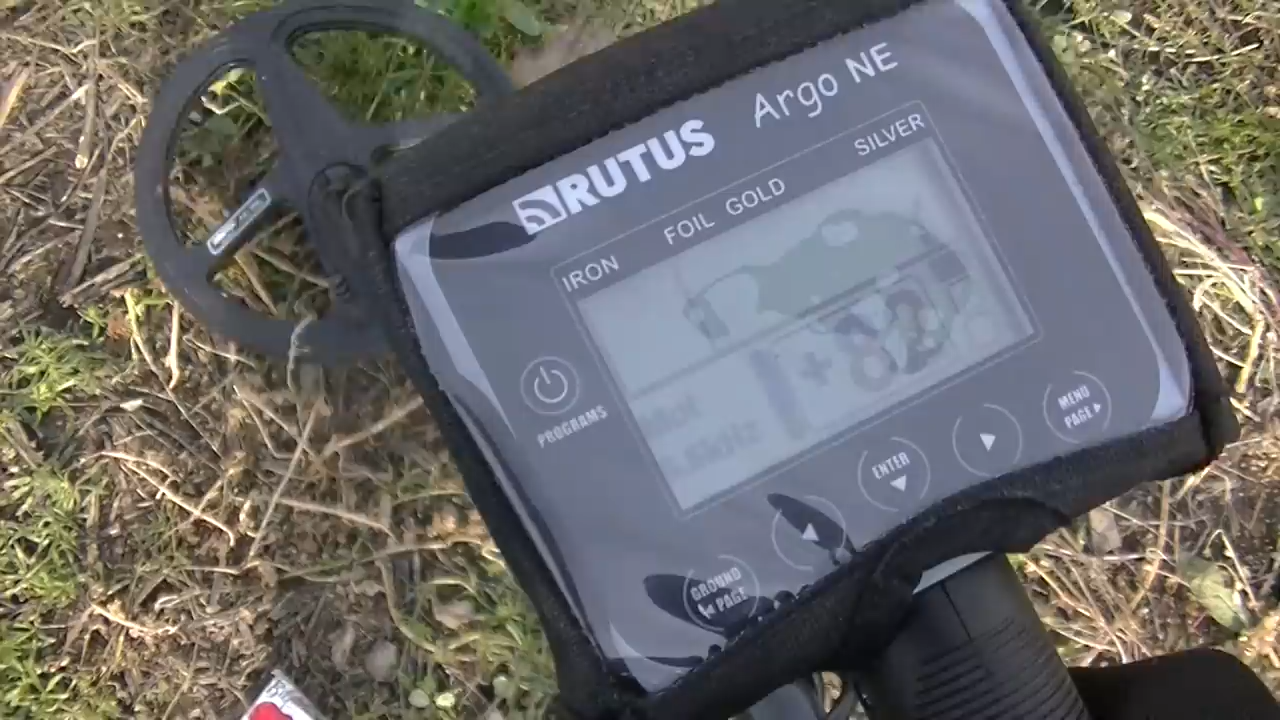 RUTUS Argo NE
IRON FOIL GOLD SILVER
PROGRAMS
MENU
PAGE
ENTER
GROUND
PAGE